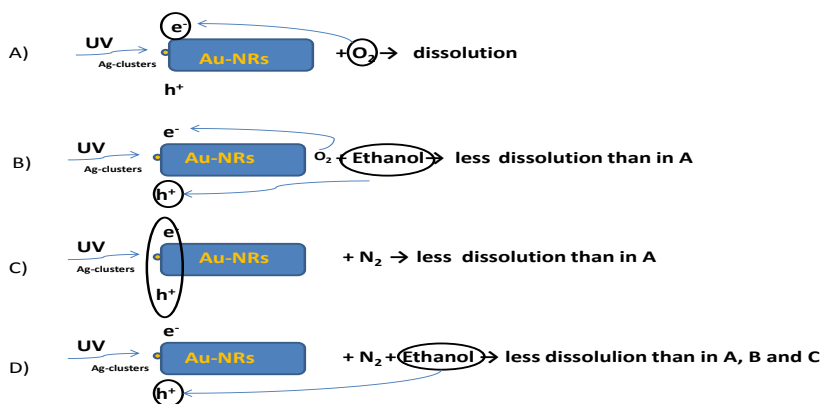 A)
UV
Ag-clusters
e-
Au-NRs
h+
+ O₂ → dissolution
B)
UV
Ag-clusters
e-
Au-NRs
h+
O₂ + Ethanol → less dissolution than in A
C)
UV
Ag-clusters
e-
Au-NRs
h+
+ N₂ → less dissolution than in A
D)
UV
Ag-clusters
e-
Au-NRs
h+
+ N₂ + Ethanol → less dissolulion than in A, B and C